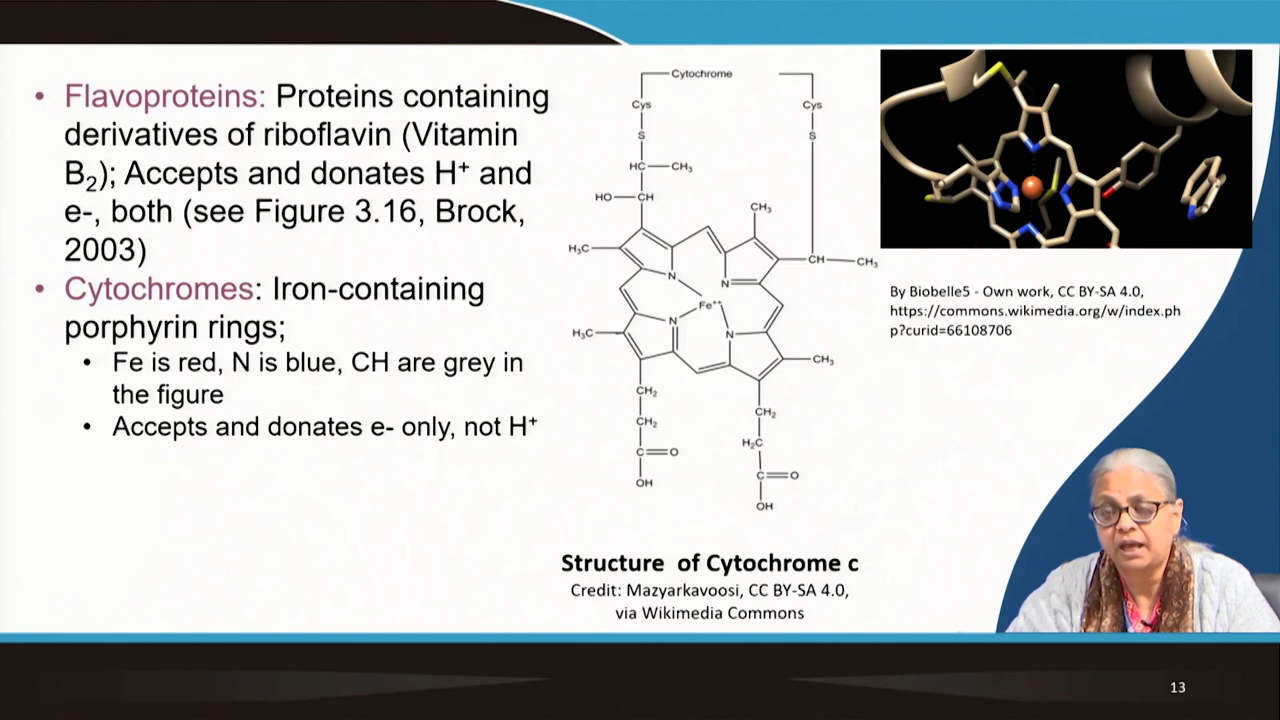 • Flavoproteins: Proteins containing
derivatives of riboflavin (Vitamin
B₂); Accepts and donates H⁺ and
e-, both (see Figure 3.16, Brock,
2003)
• Cytochromes: Iron-containing
porphyrin rings;
• Fe is red, N is blue, CH are grey in
the figure
• Accepts and donates e- only, not H⁺
Cytochrome
Cys Cys
S S
HC CH₃
HO CH
CH₃
H₃C
CH CH₃
N N
Fe⁺⁺
N N
H₃C
CH₃
CH₂
CH₂
CH₂
H₂C
C O
C O
OH
OH
Structure of Cytochrome c
Credit: Mazyarkavoosi, CC BY-SA 4.0,
via Wikimedia Commons
By Biobelle5 - Own work, CC BY-SA 4.0,
https://commons.wikimedia.org/w/index.ph
p?curid=66108706
13